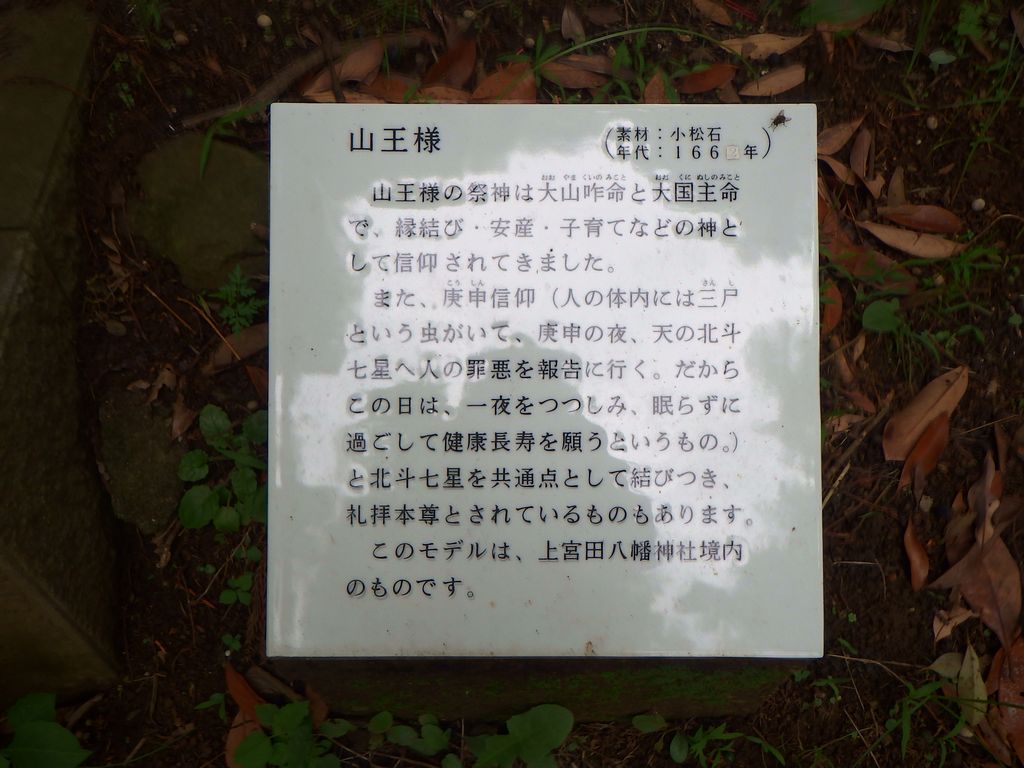 山王様
(素材：小松石
年代：166 年)
おお やま くいのみこと おお くに ぬしのみこと
山王様の祭神は大山咋命と大国主命
で、縁結び・安産・子育てなどの神と
して信仰されてきました。
こう しん さん し
また、庚申信仰（人の体内には三尸
という虫がいて、庚申の夜、天の北斗
七星へ人の罪悪を報告に行く。だから
この日は、一夜をつつしみ、眠らずに
過ごして健康長寿を願うというもの。）
と北斗七星を共通点として結びつき、
礼拝本尊とされているものもあります。
このモデルは、上宮田八幡神社境内
のものです。